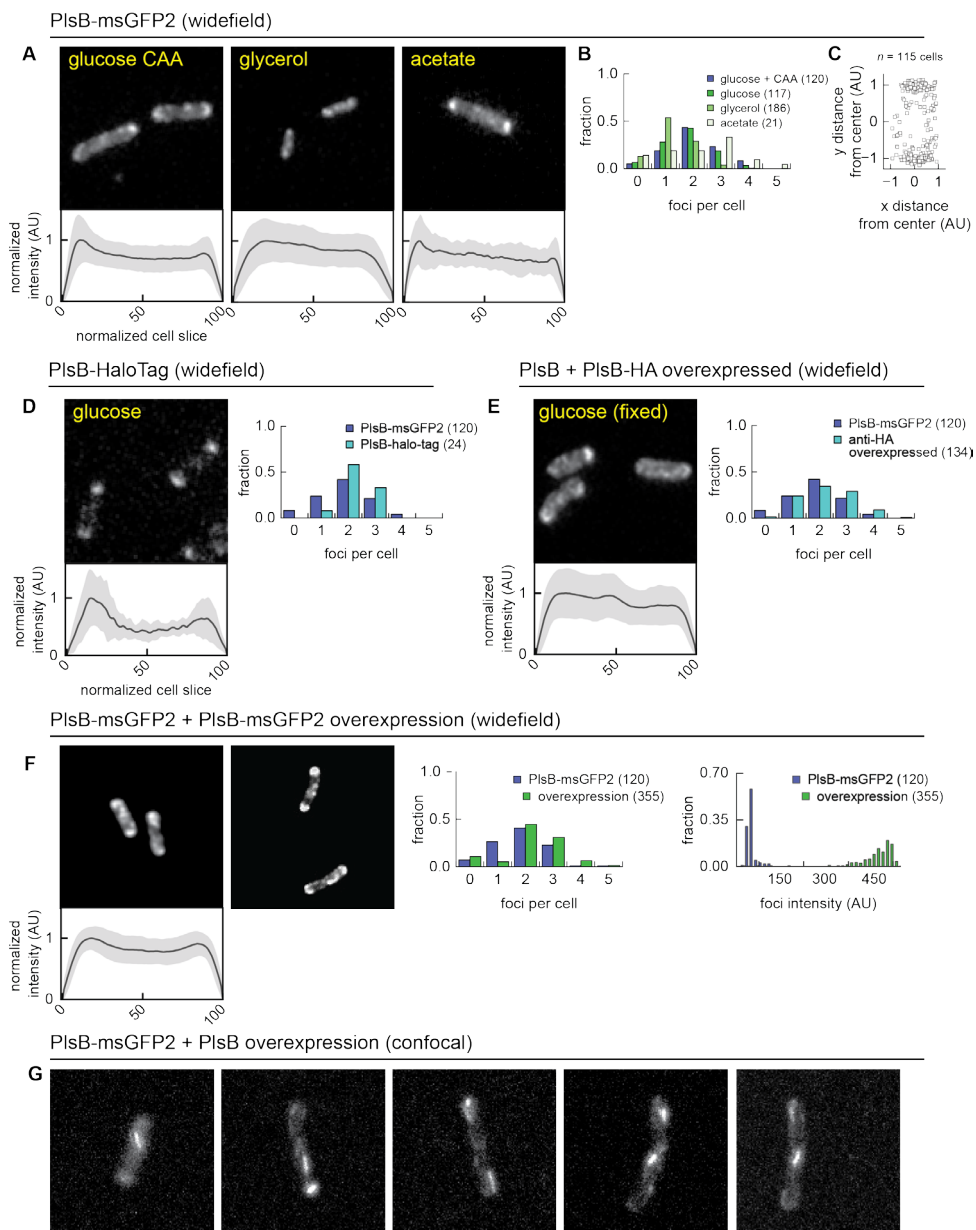 PlsB-msGFP2 (widefield)
A
glucose CAA
glycerol
acetate
normalized
intensity (AU)
1
0
0
50
100
0
50
100
0
50
100
normalized cell slice
B
fraction
1.0
0.5
0.0
glucose + CAA (120)
glucose (117)
glycerol (186)
acetate (21)
0 1 2 3 4 5
foci per cell
C
n = 115 cells
y distance
from center (AU)
1
0
-1
-1 0 1
x distance
from center (AU)
PlsB-HaloTag (widefield)
D
glucose
normalized
intensity (AU)
1
0
0
50
100
normalized cell slice
fraction
1.0
0.5
0.0
PlsB-msGFP2 (120)
PlsB-halo-tag (24)
0 1 2 3 4 5
foci per cell
PlsB + PlsB-HA overexpressed (widefield)
E
glucose (fixed)
normalized
intensity (AU)
1
0
0
50
100
fraction
1.0
0.5
0.0
PlsB-msGFP2 (120)
anti-HA
overexpressed (134)
0 1 2 3 4 5
foci per cell
PlsB-msGFP2 + PlsB-msGFP2 overexpression (widefield)
F
normalized
intensity (AU)
1
0
0
50
100
fraction
1.0
0.5
0.0
PlsB-msGFP2 (120)
overexpression (355)
0 1 2 3 4 5
foci per cell
fraction
0.70
0.35
0.00
PlsB-msGFP2 (120)
overexpression (355)
150 300 450
foci intensity (AU)
PlsB-msGFP2 + PlsB overexpression (confocal)
G